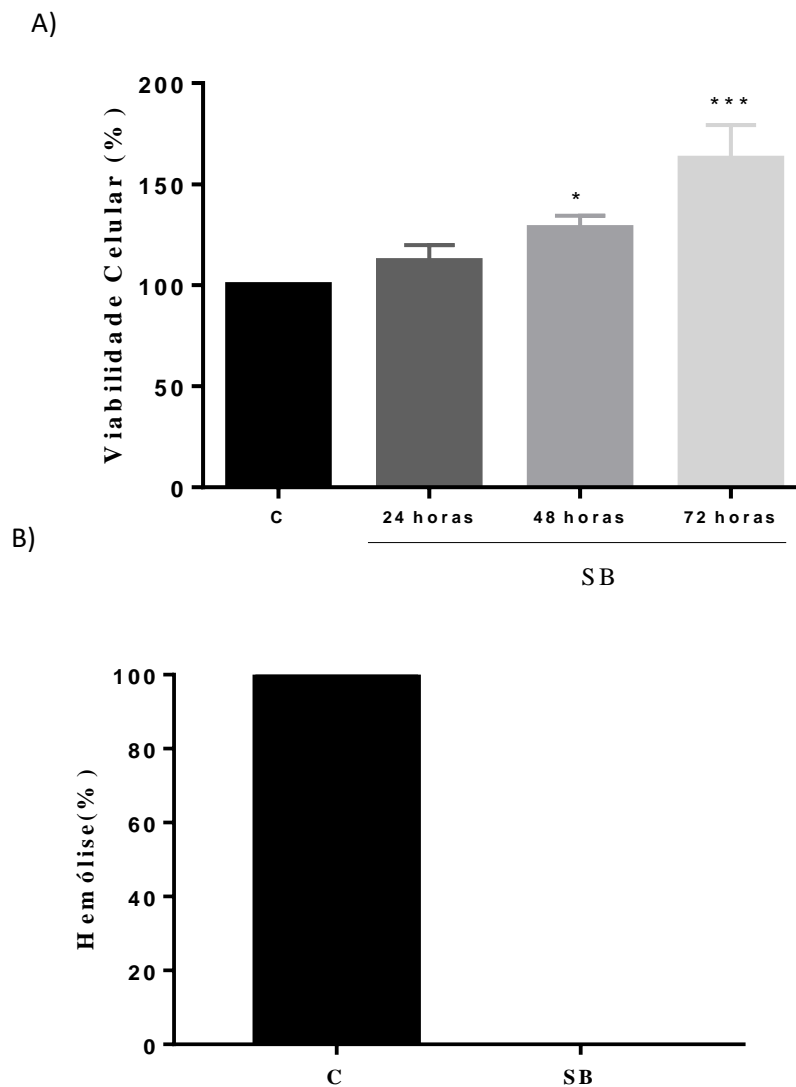 A)
Viabilidade Celular (%)
200
150
100
50
0
*
***
C
24 horas
48 horas
72 horas
SB
B)
Hemólise(%)
100
80
60
40
20
0
C
SB